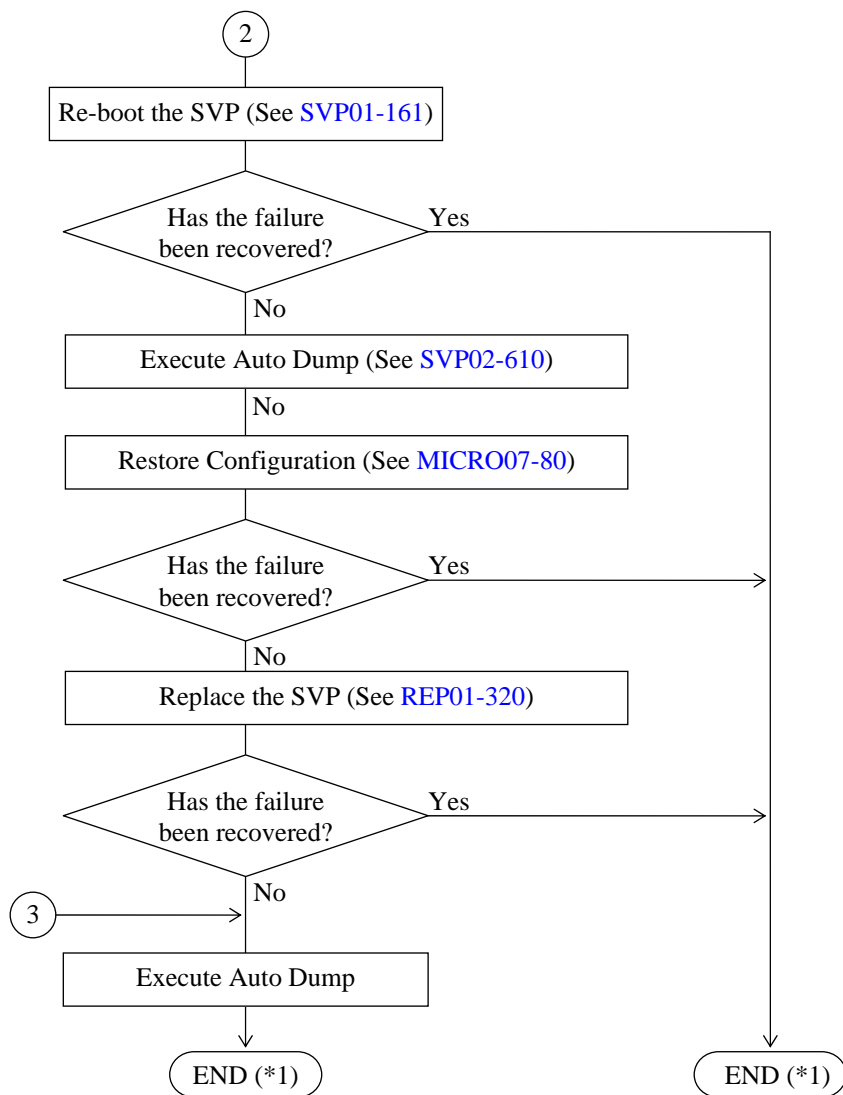 2
Re-boot the SVP (See SVP01-161)
Has the failure
been recovered?
Yes
No
Execute Auto Dump (See SVP02-610)
No
Restore Configuration (See MICRO07-80)
Has the failure
been recovered?
Yes
No
Replace the SVP (See REP01-320)
Has the failure
been recovered?
Yes
No
3
Execute Auto Dump
END (*1)
END (*1)